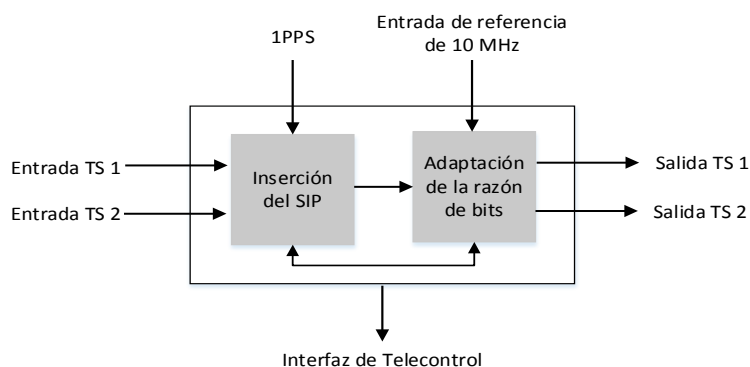 1PPS
Entrada de referencia
de 10 MHz
Entrada TS 1
Entrada TS 2
Inserción
del SIP
Adaptación
de la razón
de bits
Salida TS 1
Salida TS 2
Interfaz de Telecontrol